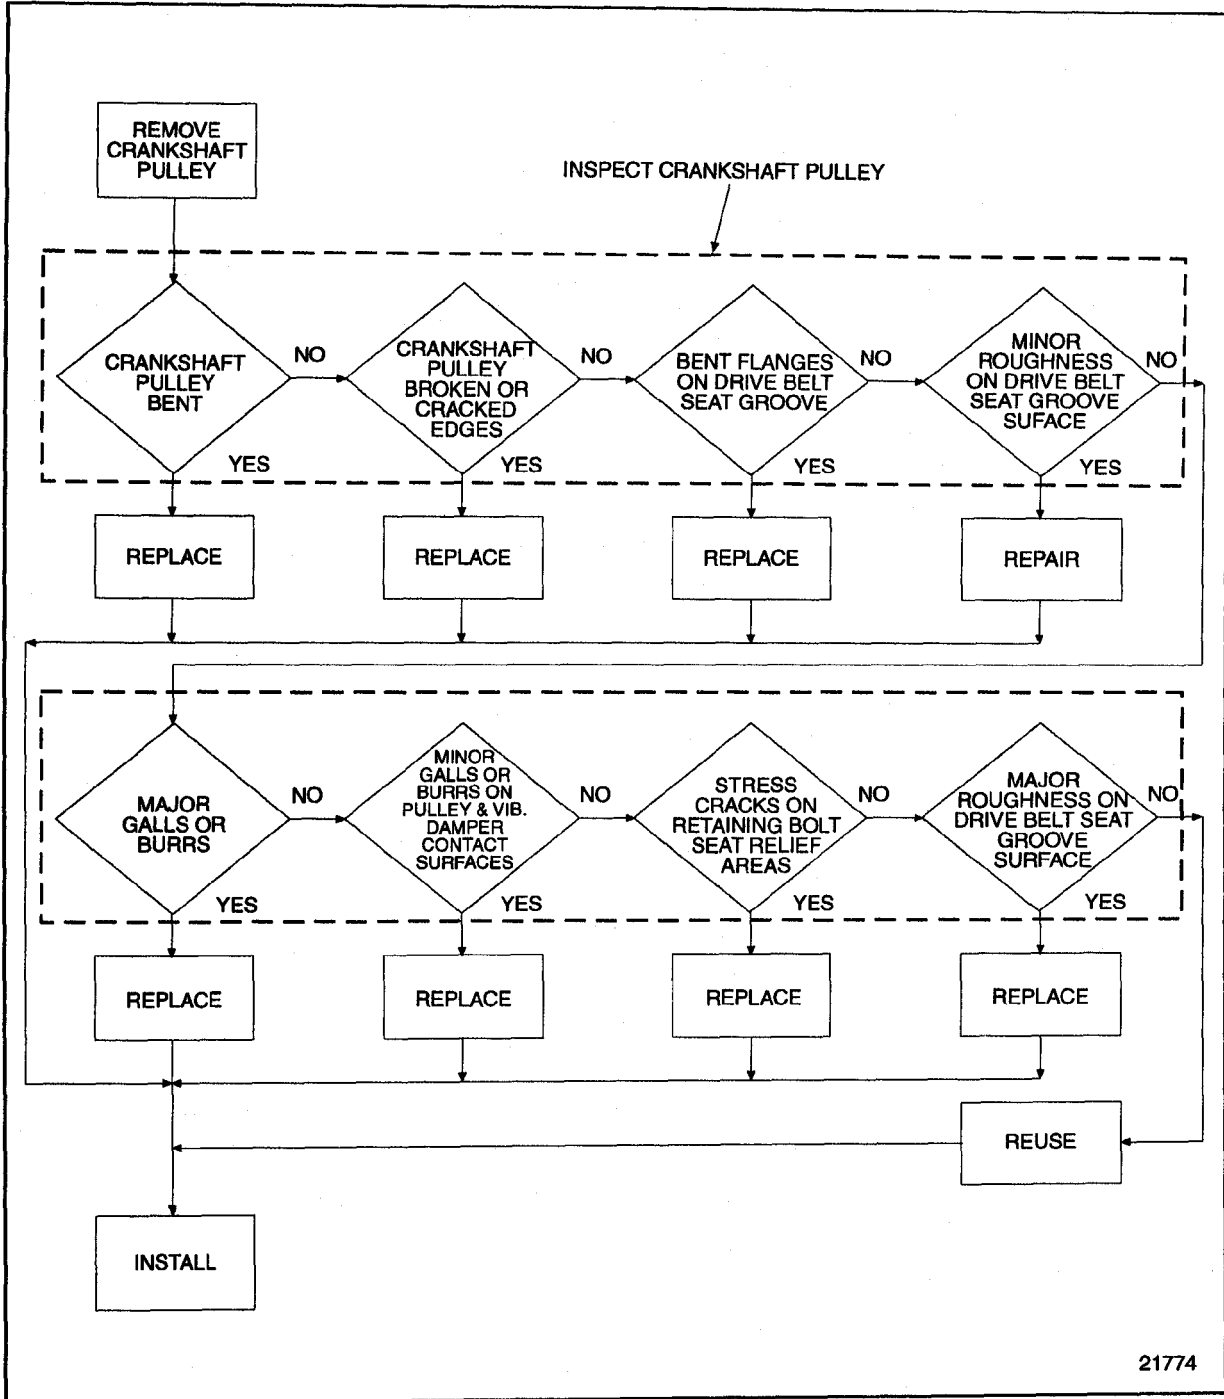 REMOVE
CRANKSHAFT
PULLEY
INSPECT CRANKSHAFT PULLEY
CRANKSHAFT
PULLEY
BENT
NO
YES
CRANKSHAFT
PULLEY
BROKEN OR
CRACKED
EDGES
NO
YES
BENT FLANGES
ON DRIVE BELT
SEAT GROOVE
NO
YES
MINOR
ROUGHNESS
ON DRIVE BELT
SEAT GROOVE
SUFACE
NO
YES
REPLACE
REPLACE
REPLACE
REPAIR
MAJOR
GALLS OR
BURRS
NO
YES
MINOR
GALLS OR
BURRS ON
PULLEY & VIB.
DAMPER
CONTACT
SURFACES
NO
YES
STRESS
CRACKS ON
RETAINING BOLT
SEAT RELIEF
AREAS
NO
YES
MAJOR
ROUGHNESS ON
DRIVE BELT SEAT
GROOVE
SURFACE
NO
YES
REPLACE
REPLACE
REPLACE
REPLACE
REUSE
INSTALL
21774